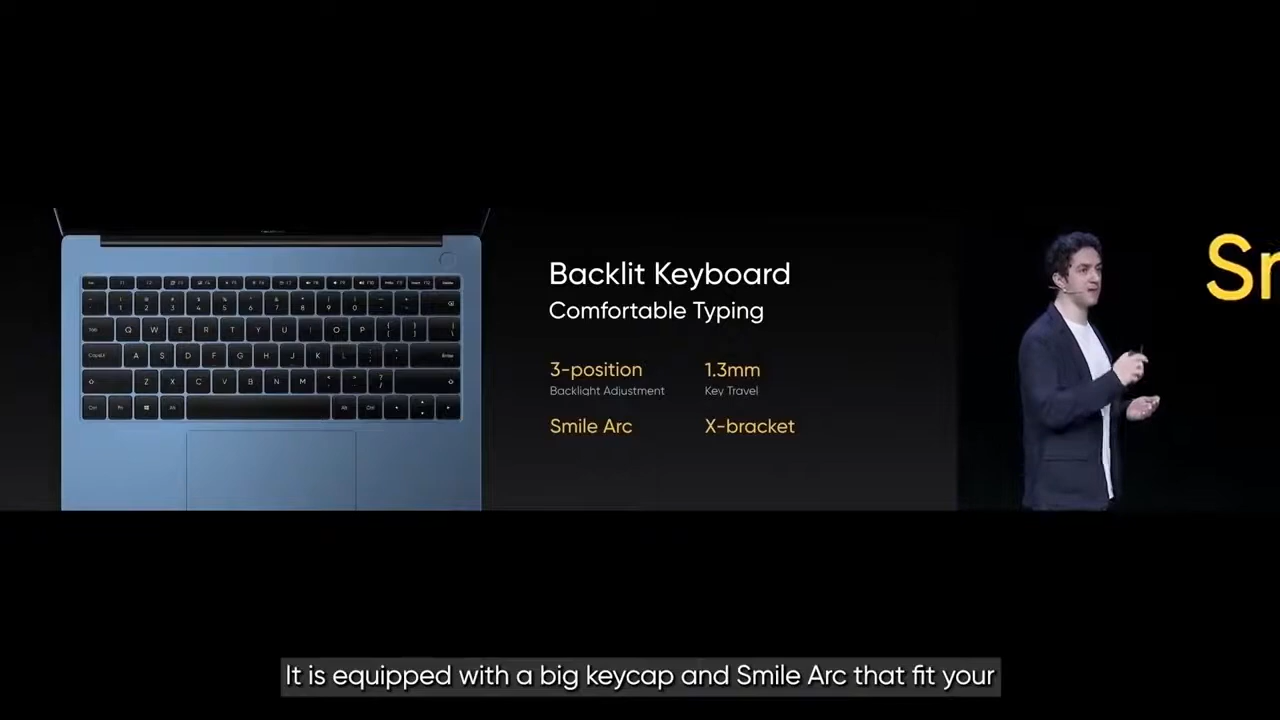 Backlit Keyboard
Comfortable Typing
3-position
1.3mm
Backlight Adjustment
Key Travel
Smile Arc
X-bracket
Q W E R T Y U I O P
A S D F G H J K L
Enter
Z X C V B N M
It is equipped with a big keycap and Smile Arc that fit your